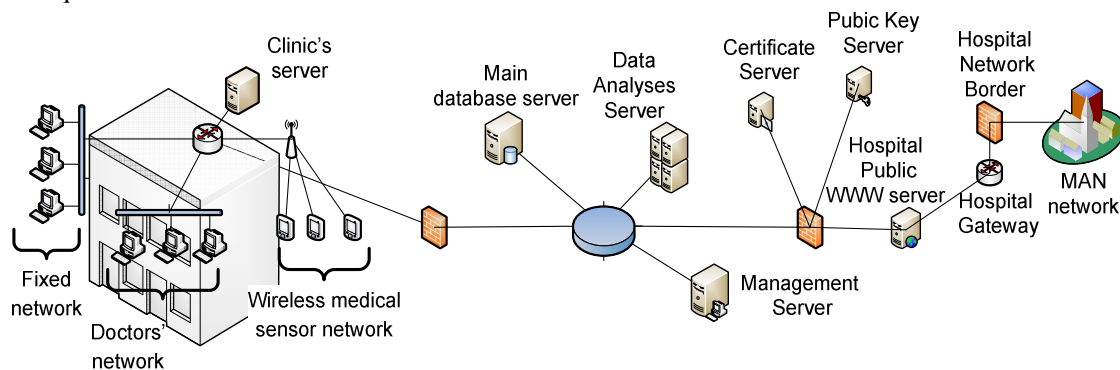 Clinic's
server
Main
database server
Data
Analyses
Server
Certificate
Server
Pubic Key
Server
Hospital
Network
Border
Hospital
Public
WWW server
Hospital
Gateway
MAN
network
Management
Server
Fixed
network
Doctors'
network
Wireless medical
sensor network